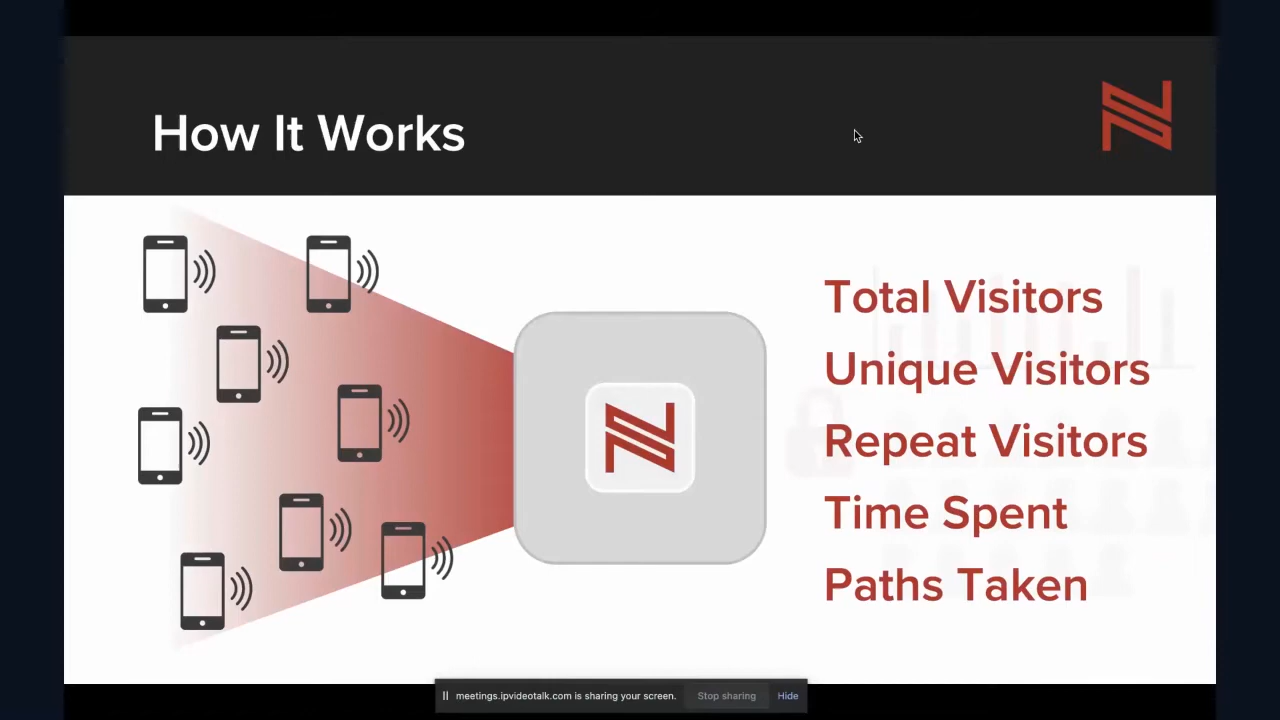 How It Works
Total Visitors
Unique Visitors
Repeat Visitors
Time Spent
Paths Taken
meetings.ipvideotalk.com is sharing your screen. Stop sharing Hide